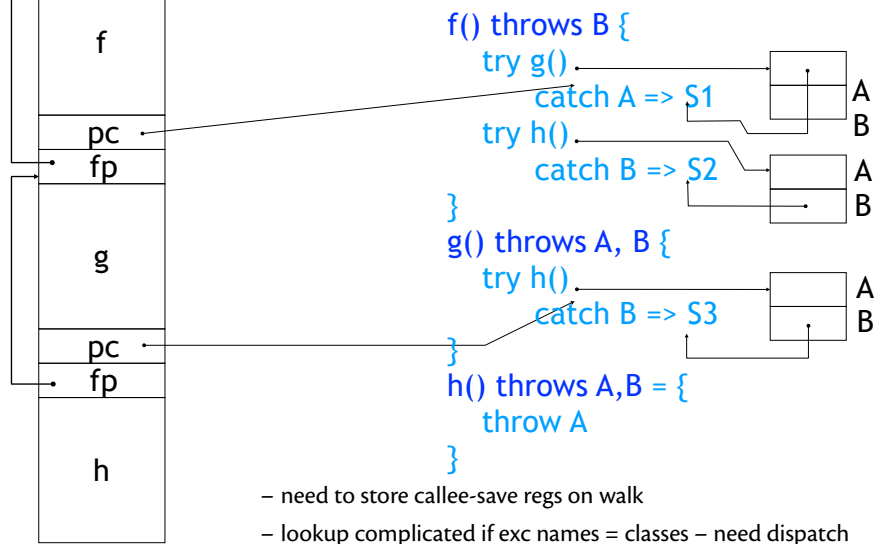 f
pc
fp
g
pc
fp
h
f() throws B {
try g()
catch A => S1
try h()
catch B => S2
}
g() throws A, B {
try h()
catch B => S3
}
h() throws A,B = {
throw A
}
A
B
A
B
A
B
– need to store callee-save regs on walk
– lookup complicated if exc names = classes – need dispatch